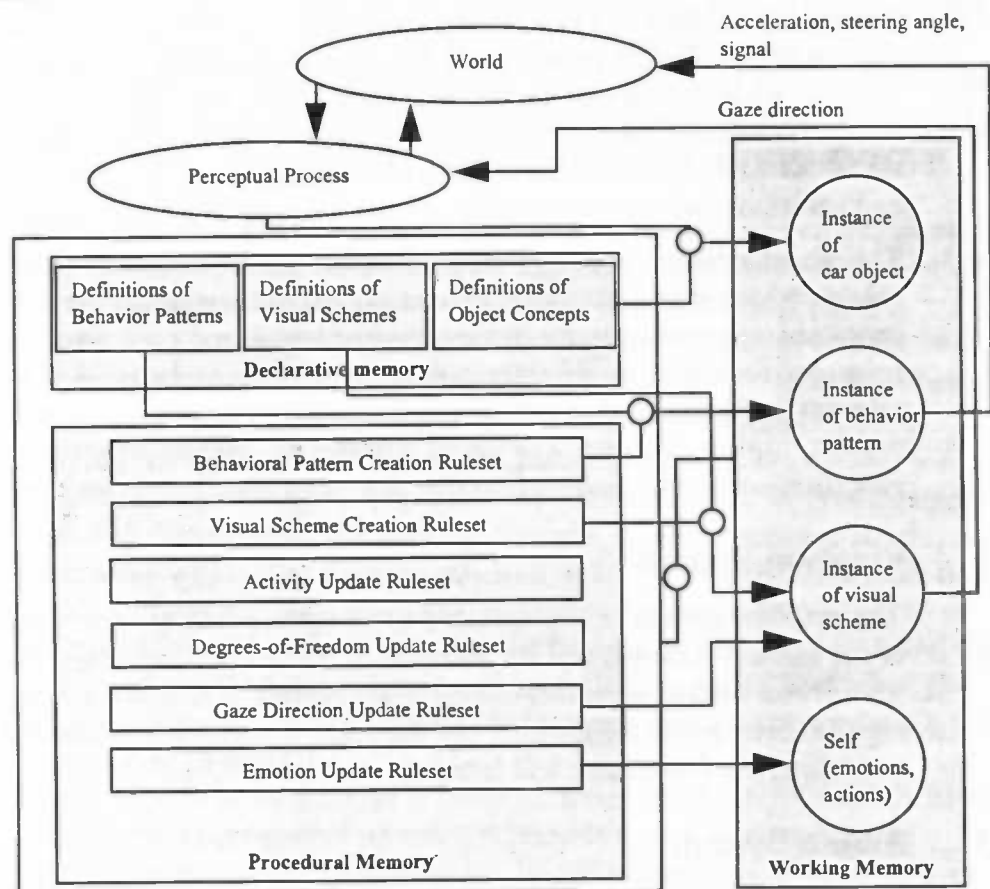 Acceleration, steering angle,
signal
World
Gaze direction
Perceptual Process
Instance
of
car object
Definitions of
Behavior Patterns
Definitions of
Visual Schemes
Definitions of
Object Concepts
Declarative memory
Instance
of behavior
pattern
Behavioral Pattern Creation Ruleset
Visual Scheme Creation Ruleset
Activity Update Ruleset
Instance
of visual
scheme
Degrees-of-Freedom Update Ruleset
Gaze Direction Update Ruleset
Emotion Update Ruleset
Self
(emotions,
actions)
Procedural Memory
Working Memory